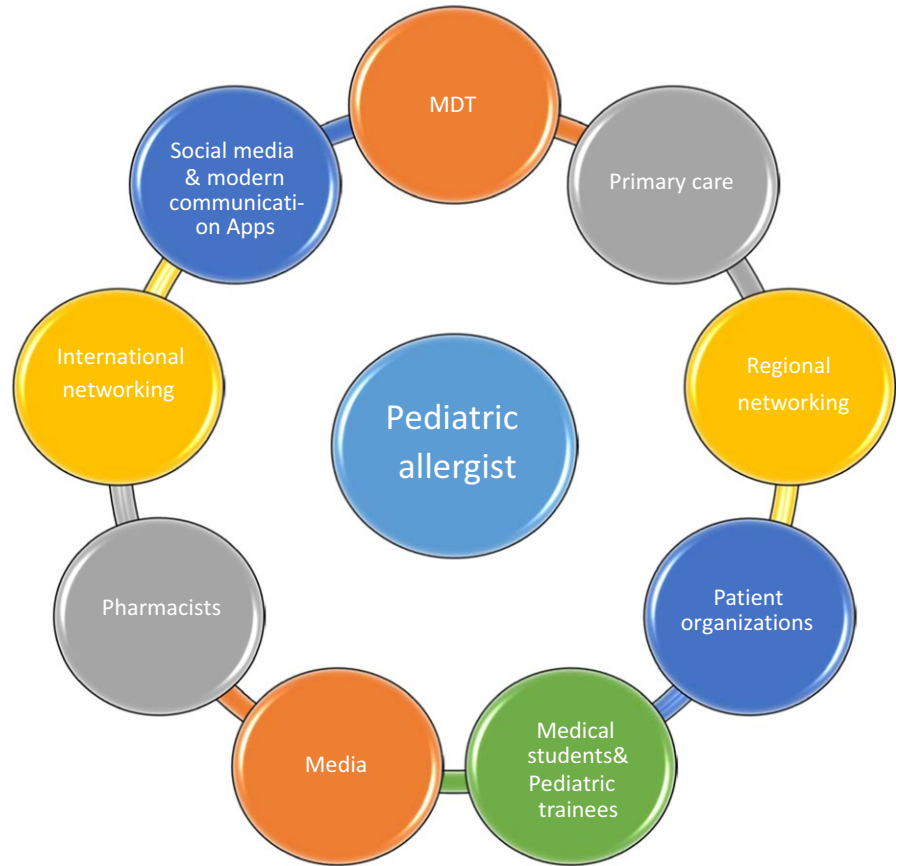 MDT
Social media
& modern
communicati-
on Apps
Primary care
International
networking
Regional
networking
Pediatric
allergist
Pharmacists
Patient
organizations
Media
Medical
students&
Pediatric
trainees